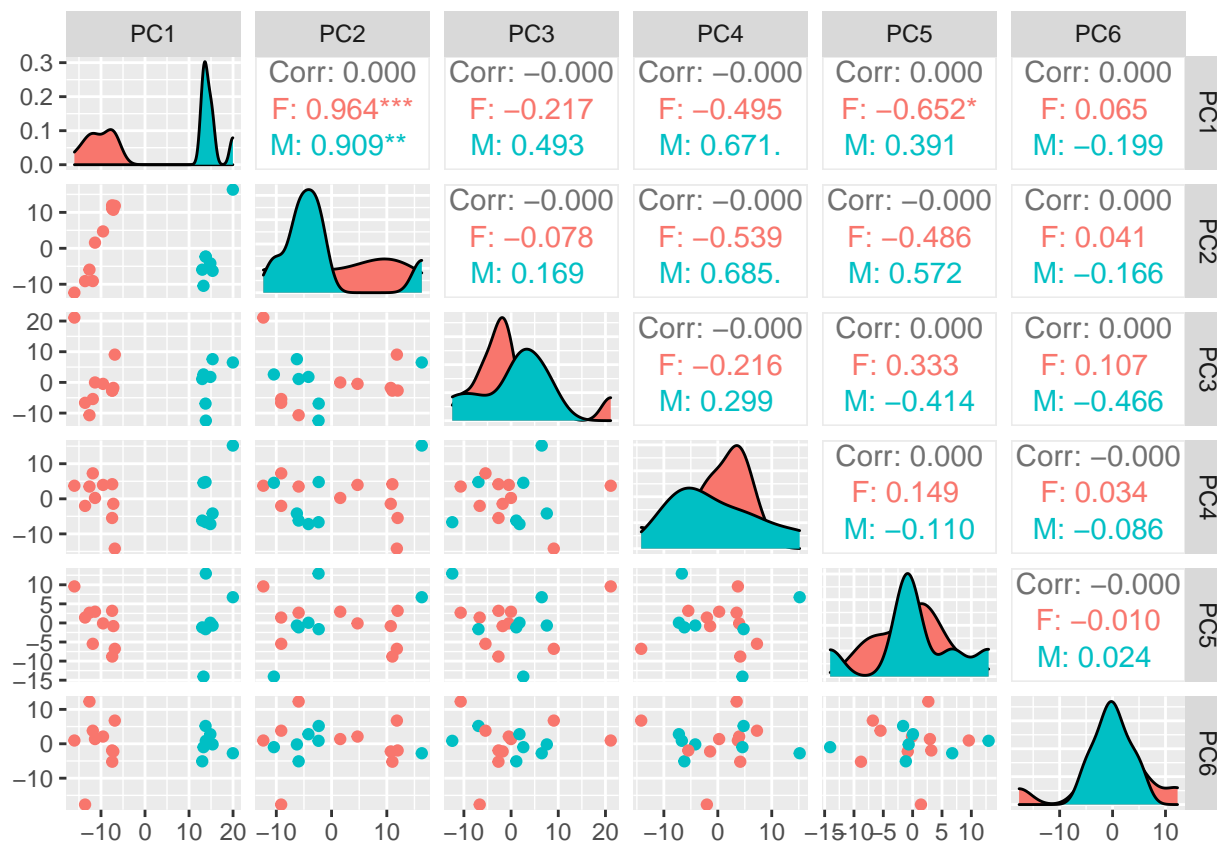 PC1 PC2 PC3 PC4 PC5 PC6
0.3
0.2
0.1
0.0
Corr: 0.000
F: 0.964***
M: 0.909**
Corr: −0.000
F: −0.217
M: 0.493
Corr: −0.000
F: −0.495
M: 0.671.
Corr: 0.000
F: −0.652*
M: 0.391
Corr: 0.000
F: 0.065
M: −0.199
PC1
10
0
−10
Corr: −0.000
F: −0.078
M: 0.169
Corr: −0.000
F: −0.539
M: 0.685.
Corr: −0.000
F: −0.486
M: 0.572
Corr: 0.000
F: 0.041
M: −0.166
PC2
20
10
0
−10
Corr: −0.000
F: −0.216
M: 0.299
Corr: 0.000
F: 0.333
M: −0.414
Corr: 0.000
F: 0.107
M: −0.466
PC3
10
0
−10
Corr: 0.000
F: 0.149
M: −0.110
Corr: −0.000
F: 0.034
M: −0.086
PC4
10
5
0
−5
−10
−15
Corr: −0.000
F: −0.010
M: 0.024
PC5
10
0
−10
PC6
−10 0 10 20
−10 0 10
−10 0 10 20
−10 0 10
−15−10−5 0 5 10
−10 0 10